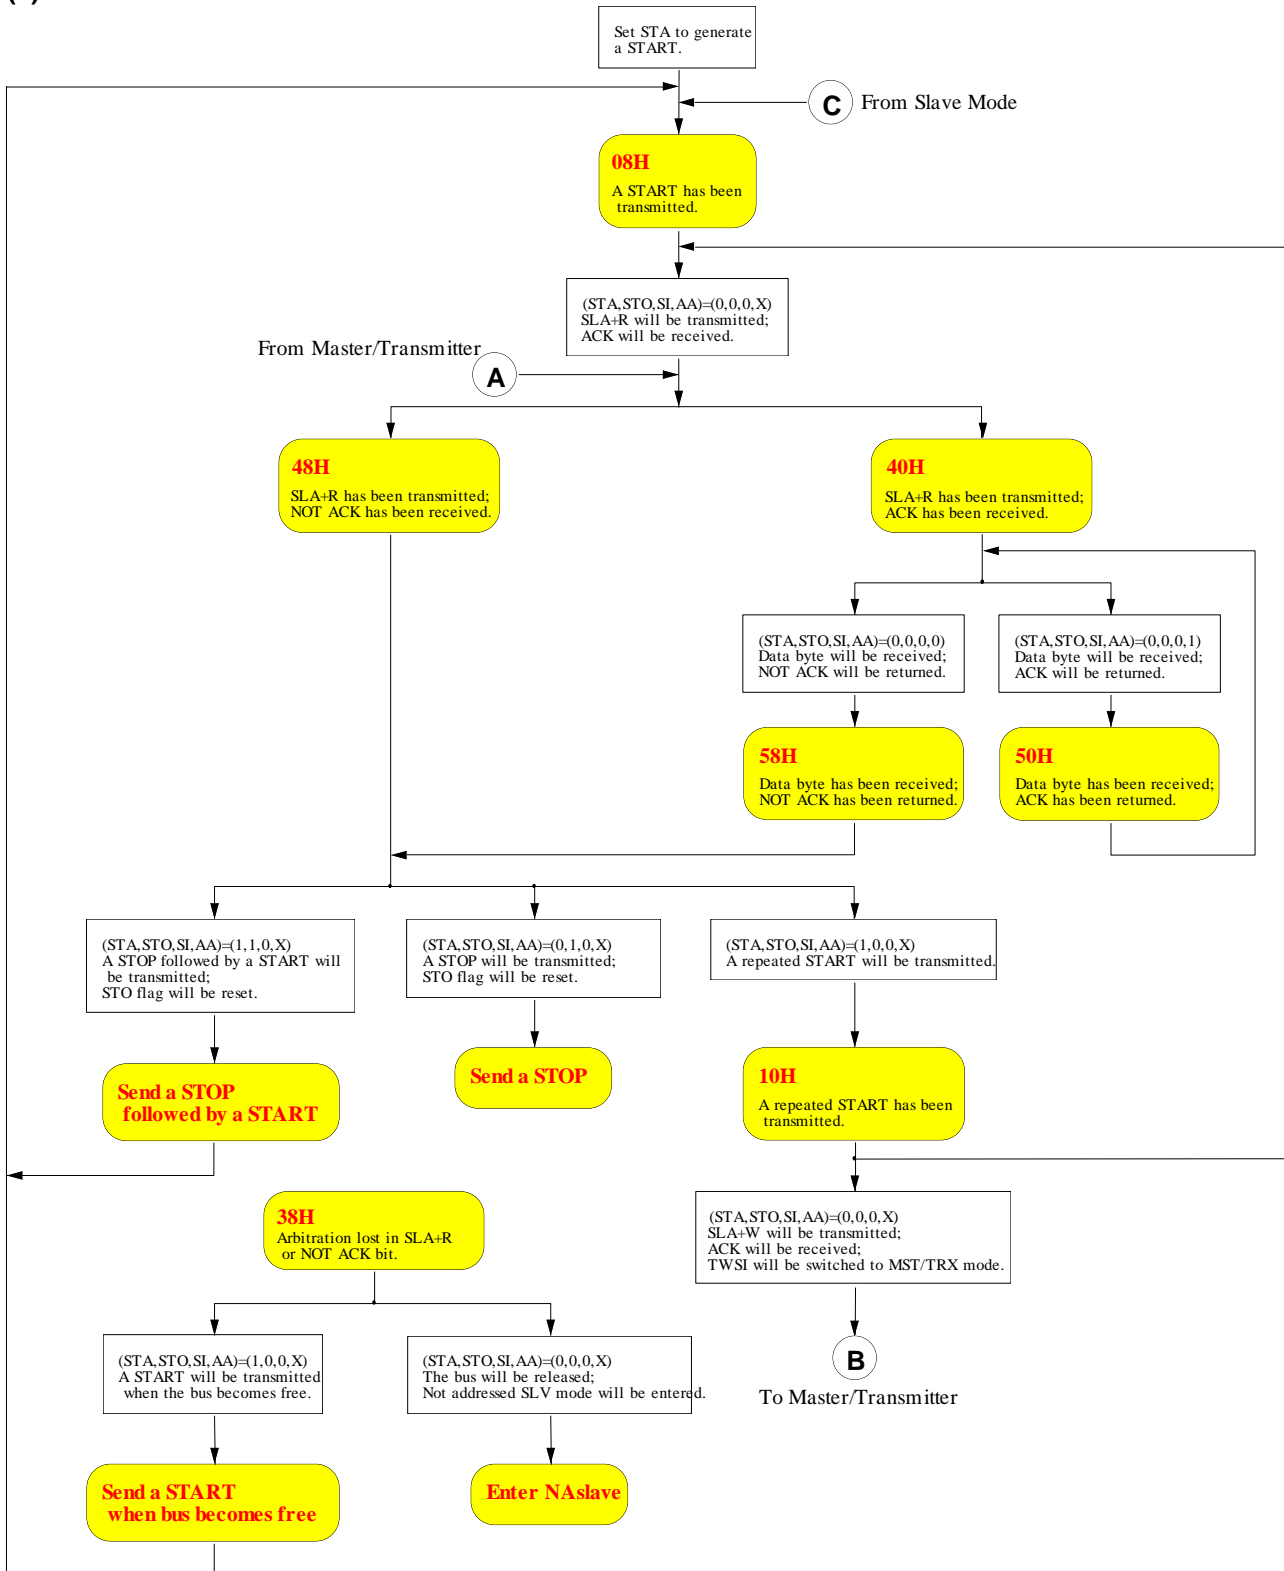 Set STA to generate
a START.
C
From Slave Mode
08H
A START has been
transmitted.
(STA,STO,SI,AA)=(0,0,0,X)
SLA+R will be transmitted;
ACK will be received.
From Master/Transmitter
A
48H
SLA+R has been transmitted;
NOT ACK has been received.
40H
SLA+R has been transmitted;
ACK has been received.
(STA,STO,SI,AA)=(0,0,0,0)
Data byte will be received;
NOT ACK will be returned.
(STA,STO,SI,AA)=(0,0,0,1)
Data byte will be received;
ACK will be returned.
58H
Data byte has been received;
NOT ACK has been returned.
50H
Data byte has been received;
ACK has been returned.
(STA,STO,SI,AA)=(1,1,0,X)
A STOP followed by a START will
be transmitted;
STO flag will be reset.
(STA,STO,SI,AA)=(0,1,0,X)
A STOP will be transmitted;
STO flag will be reset.
(STA,STO,SI,AA)=(1,0,0,X)
A repeated START will be transmitted.
Send a STOP
followed by a START
Send a STOP
10H
A repeated START has been
transmitted.
38H
Arbitration lost in SLA+R
or NOT ACK bit.
(STA,STO,SI,AA)=(0,0,0,X)
SLA+W will be transmitted;
ACK will be received;
TWSI will be switched to MST/TRX mode.
(STA,STO,SI,AA)=(1,0,0,X)
A START will be transmitted
when the bus becomes free.
(STA,STO,SI,AA)=(0,0,0,X)
The bus will be released;
Not addressed SLV mode will be entered.
B
To Master/Transmitter
Send a START
when bus becomes free
Enter NAslave